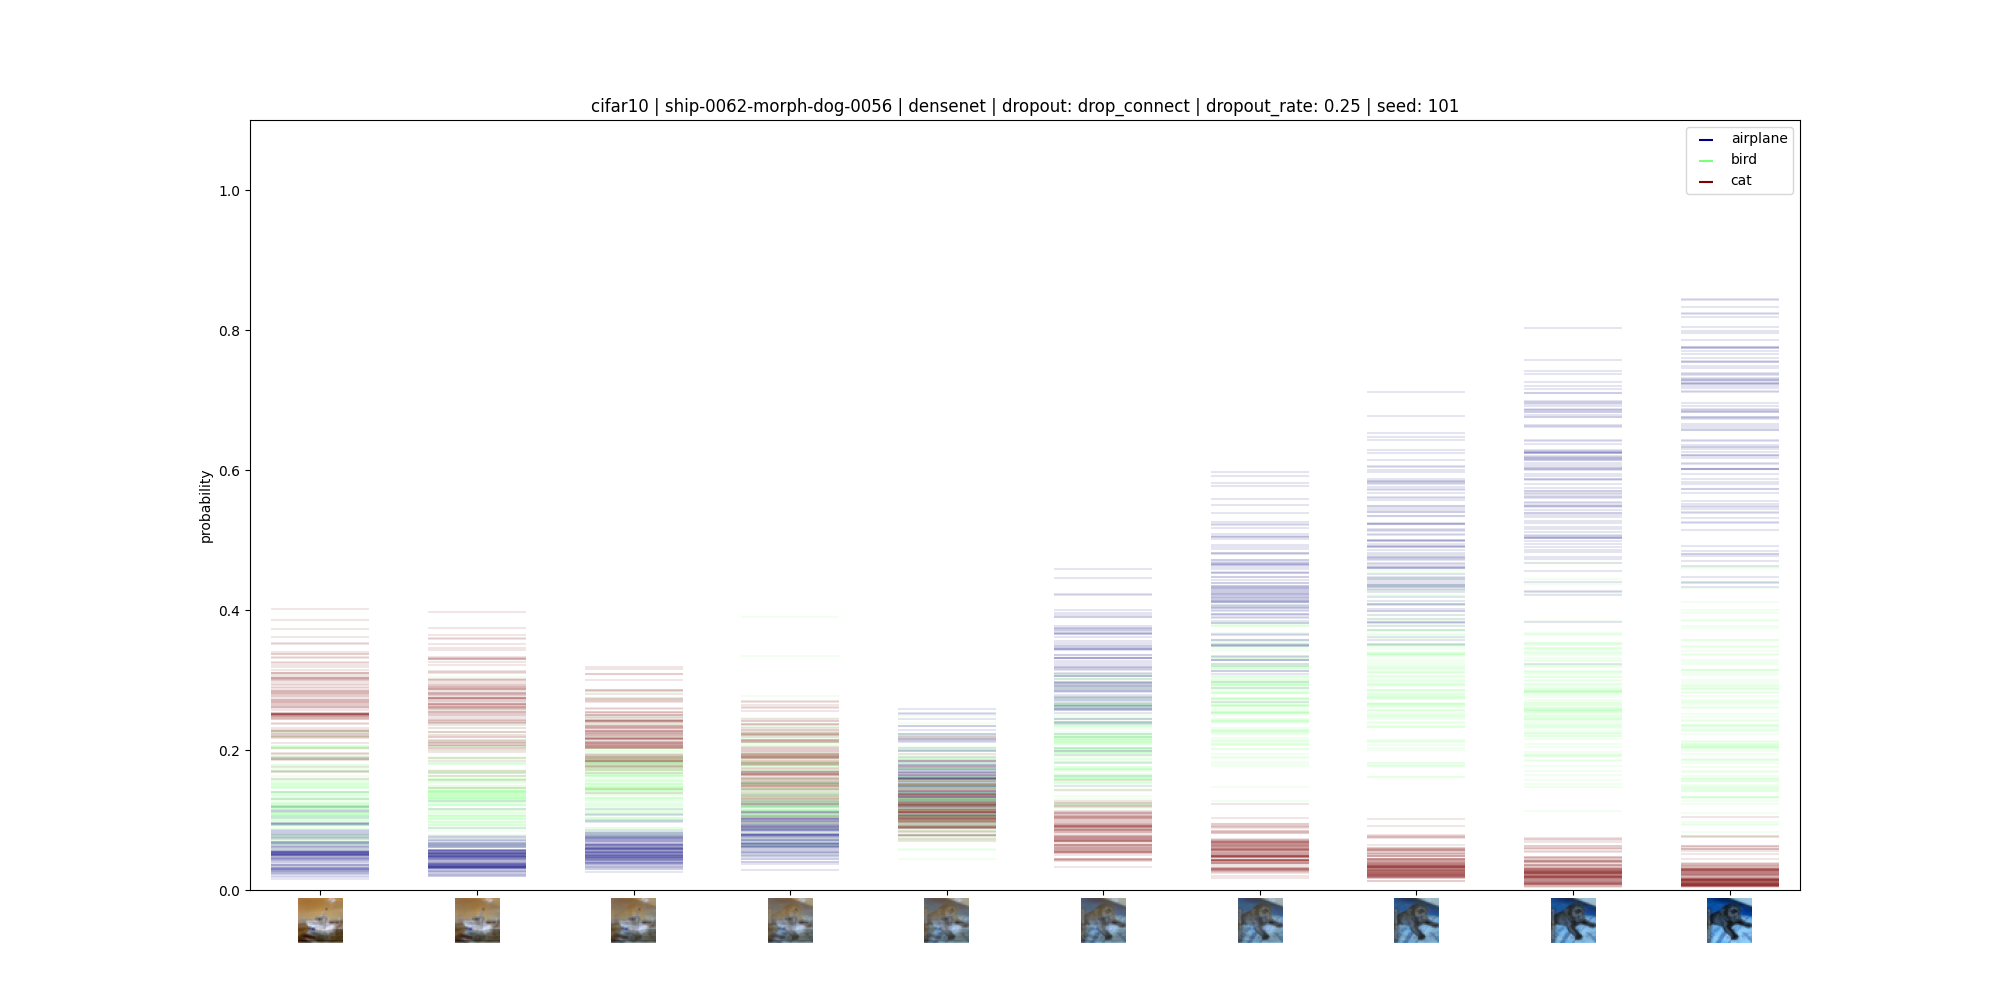 cifar10 | ship-0062-morph-dog-0056 | densenet | dropout: drop_connect | dropout_rate: 0.25 | seed: 101
airplane
bird
cat
1.0
0.8
0.6
0.4
0.2
0.0
probability